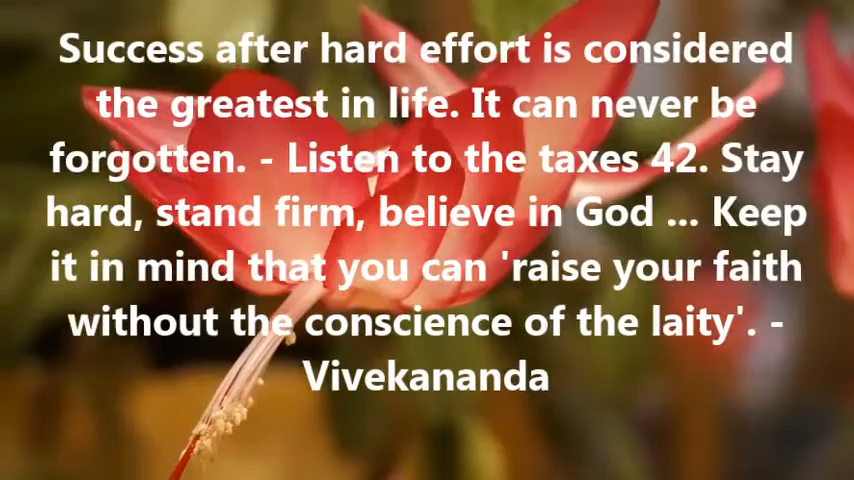 Success after hard effort is considered
the greatest in life. It can never be
forgotten. - Listen to the taxes 42. Stay
hard, stand firm, believe in God ... Keep
it in mind that you can 'raise your faith
without the conscience of the laity'. -
Vivekananda